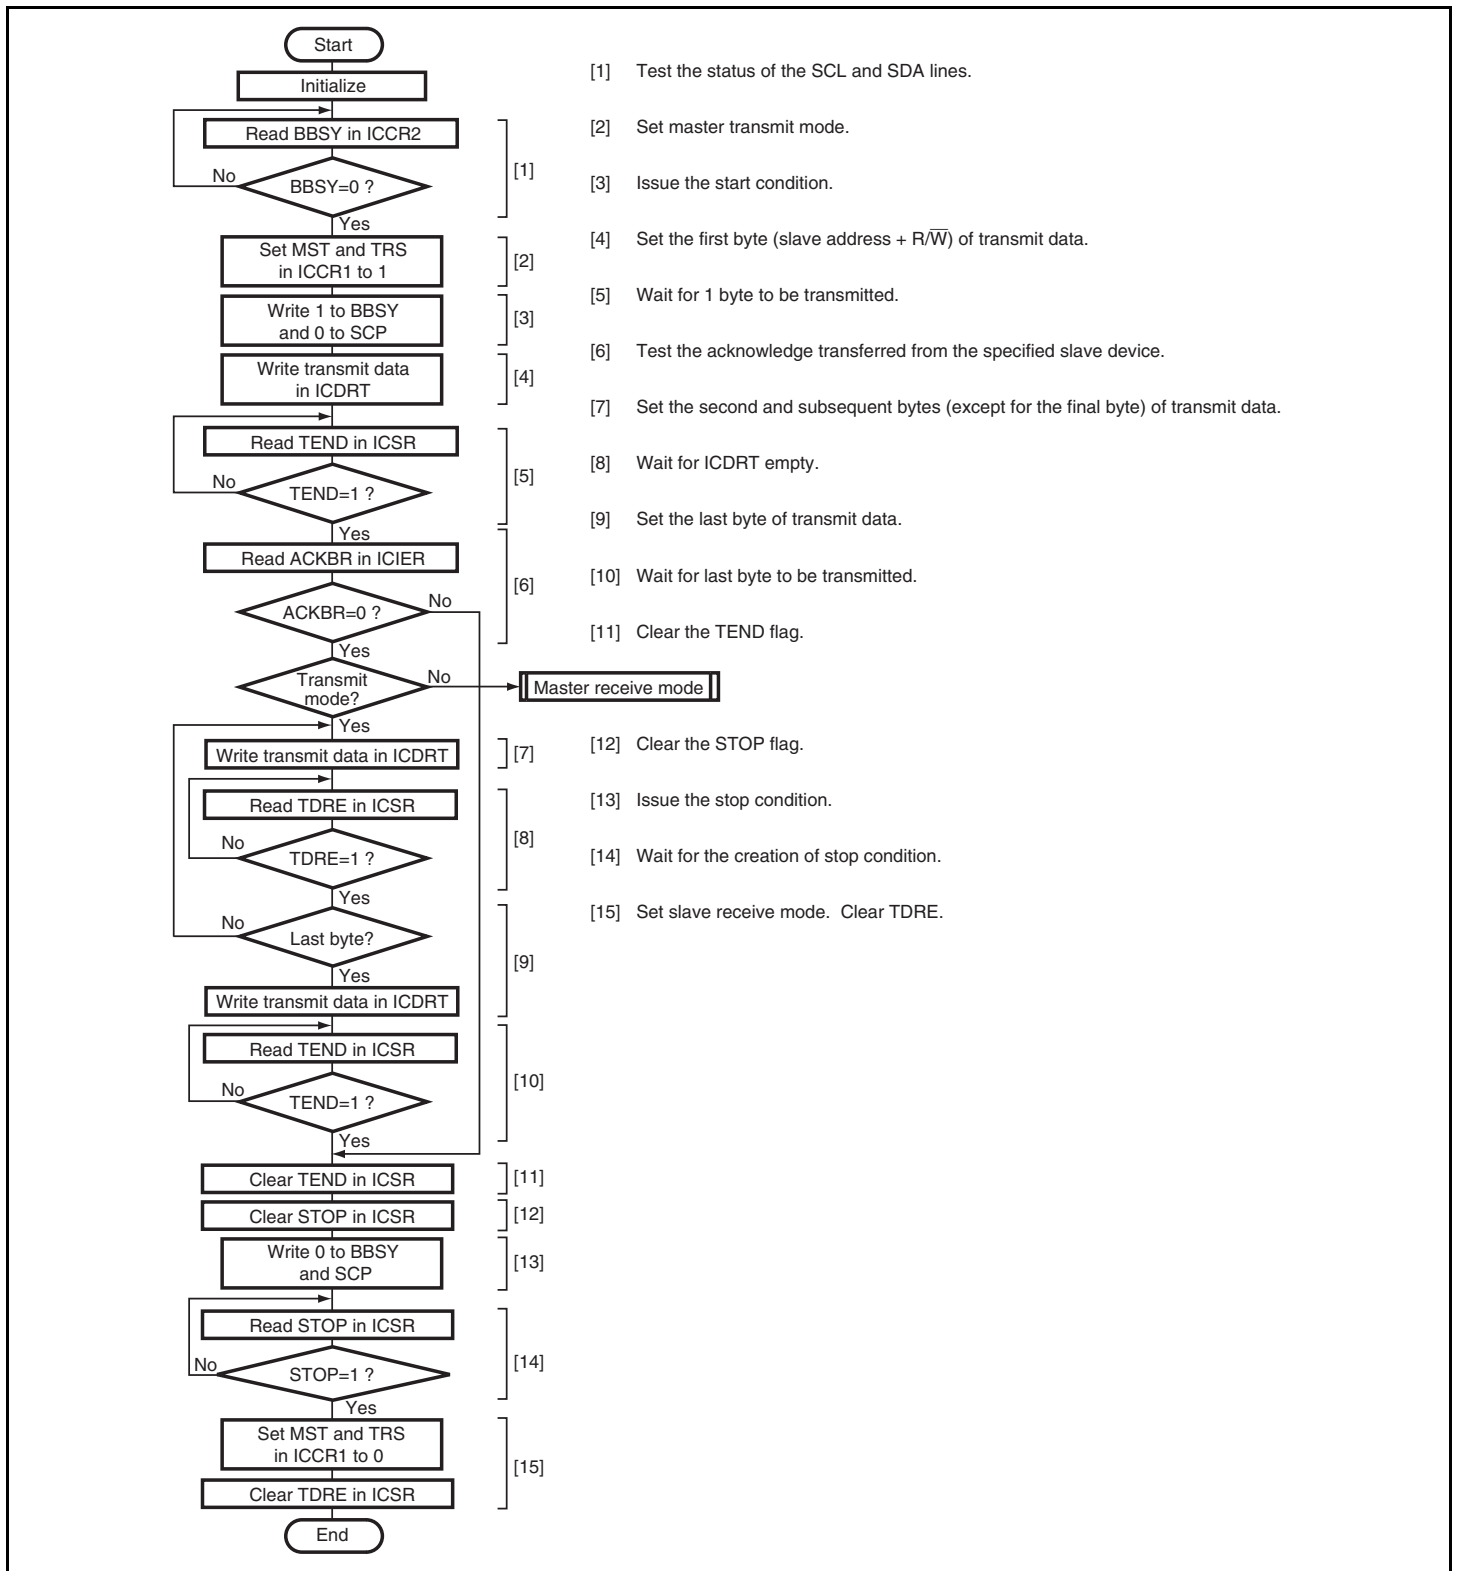 Start
Initialize
Read BBSY in ICCR2
No
BBSY=0 ?
[1]
Yes
Set MST and TRS
in ICCR1 to 1
[2]
Write 1 to BBSY
and 0 to SCP
[3]
Write transmit data
in ICDRT
[4]
Read TEND in ICSR
No
TEND=1 ?
[5]
Yes
Read ACKBR in ICIER
ACKBR=0 ?
No
[6]
Yes
Transmit
mode?
No
Master receive mode
Yes
Write transmit data in ICDRT
[7]
Read TDRE in ICSR
No
TDRE=1 ?
[8]
Yes
No
Last byte?
[9]
Yes
Write transmit data in ICDRT
Read TEND in ICSR
No
TEND=1 ?
[10]
Yes
Clear TEND in ICSR
[11]
Clear STOP in ICSR
[12]
Write 0 to BBSY
and SCP
[13]
Read STOP in ICSR
No
STOP=1 ?
[14]
Yes
Set MST and TRS
in ICCR1 to 0
[15]
Clear TDRE in ICSR
End
[1] Test the status of the SCL and SDA lines.
[2] Set master transmit mode.
[3] Issue the start condition.
[4] Set the first byte (slave address + R/W̅) of transmit data.
[5] Wait for 1 byte to be transmitted.
[6] Test the acknowledge transferred from the specified slave device.
[7] Set the second and subsequent bytes (except for the final byte) of transmit data.
[8] Wait for ICDRT empty.
[9] Set the last byte of transmit data.
[10] Wait for last byte to be transmitted.
[11] Clear the TEND flag.
[12] Clear the STOP flag.
[13] Issue the stop condition.
[14] Wait for the creation of stop condition.
[15] Set slave receive mode. Clear TDRE.